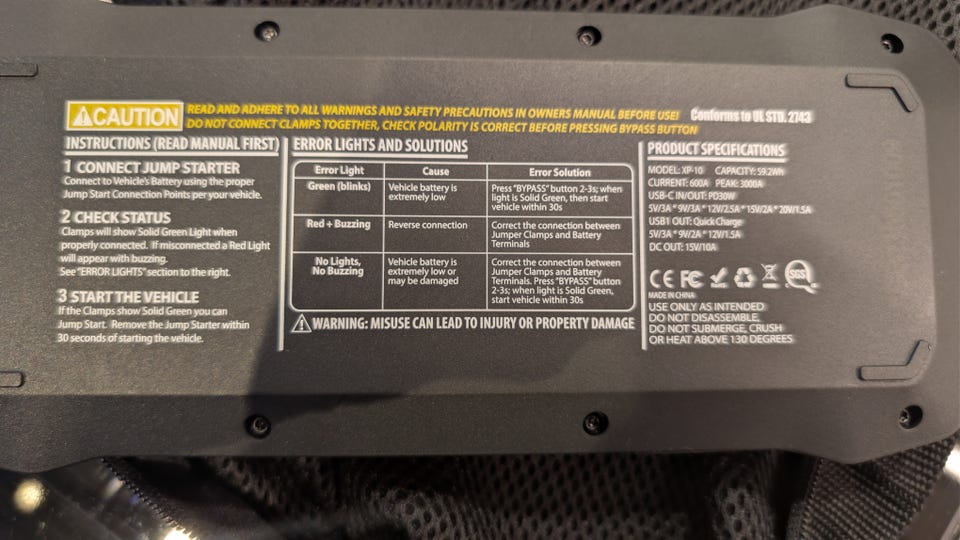 CAUTION
READ AND ADHERE TO ALL WARNINGS AND SAFETY PRECAUTIONS IN OWNERS MANUAL BEFORE USE!
DO NOT CONNECT CLAMPS TOGETHER, CHECK POLARITY IS CORRECT BEFORE PRESSING BYPASS BUTTON
Conforms to UL STD. 2743
INSTRUCTIONS (READ MANUAL FIRST)
1 CONNECT JUMP STARTER
Connect to Vehicle's Battery using the proper
Jump Start Connection Points per your vehicle.
2 CHECK STATUS
Clamps will show Solid Green Light when
properly connected. If misconnected a Red Light
will appear with buzzing.
See "ERROR LIGHTS" section to the right.
3 START THE VEHICLE
If the Clamps show Solid Green you can
Jump Start. Remove the Jump Starter within
30 seconds of starting the vehicle.
ERROR LIGHTS AND SOLUTIONS
Error Light Cause Error Solution
Green (blinks)
Vehicle battery is
extremely low
Press "BYPASS" button 2-3s; when
light is Solid Green, then start
vehicle within 30s
Red + Buzzing
Reverse connection
Correct the connection between
Jumper Clamps and Battery
Terminals
No Lights,
No Buzzing
Vehicle battery is
extremely low or
may be damaged
Correct the connection between
Jumper Clamps and Battery
Terminals. Press "BYPASS" button
2-3s; when light is Solid Green,
start vehicle within 30s
WARNING: MISUSE CAN LEAD TO INJURY OR PROPERTY DAMAGE
PRODUCT SPECIFICATIONS
MODEL: XP-10 CAPACITY: 59.2Wh
CURRENT: 600A PEAK: 3000A
USB-C IN/OUT: PD30W
5V/3A * 9V/3A * 12V/2.5A * 15V/2A * 20V/1.5A
USB1 OUT: Quick Charge
5V/3A * 9V/2A * 12V/1.5A
DC OUT: 15V/10A
CE FC SGS
MADE IN CHINA
USE ONLY AS INTENDED
DO NOT DISASSEMBLE,
DO NOT SUBMERGE, CRUSH
OR HEAT ABOVE 130 DEGREES